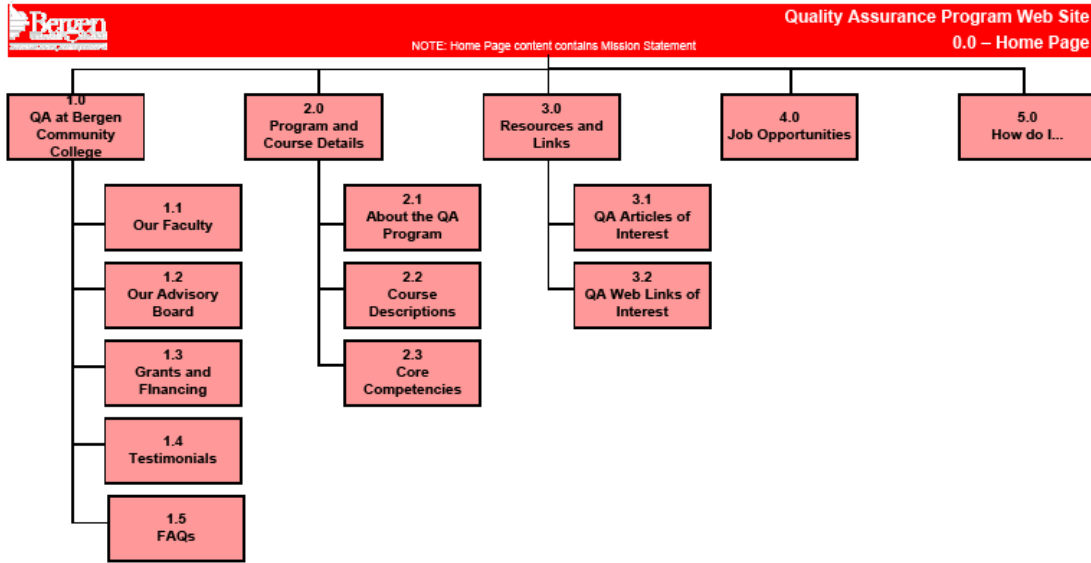 Bergen
Quality Assurance Program Web Site
NOTE: Home Page content contains Mission Statement
0.0 – Home Page
1.0
QA at Bergen
Community
College
2.0
Program and
Course Details
3.0
Resources and
Links
4.0
Job Opportunities
5.0
How do I...
1.1
Our Faculty
1.2
Our Advisory
Board
1.3
Grants and
FInancing
1.4
Testimonials
1.5
FAQs
2.1
About the QA
Program
2.2
Course
Descriptions
2.3
Core
Competencies
3.1
QA Articles of
Interest
3.2
QA Web Links of
Interest